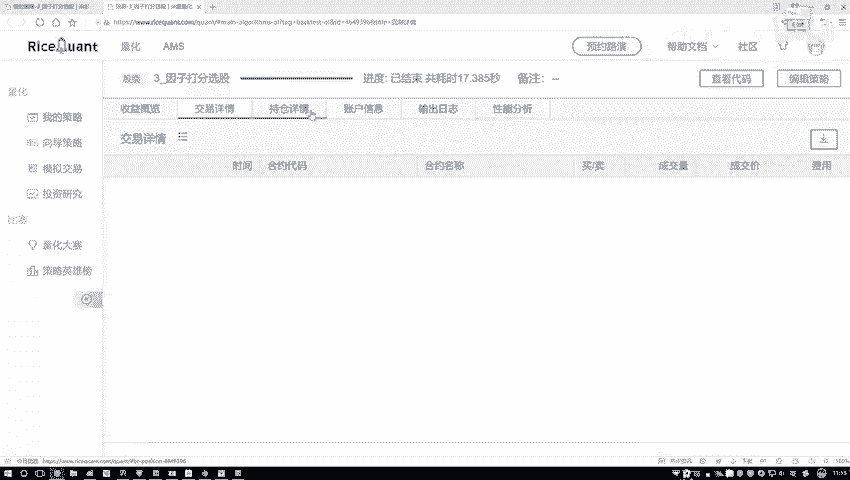 RiceQuant 量化 AMS 预约路演 帮助文档 社区
3_因子打分选股 进度: 已结束 共耗时17.385秒 备注: -- 查看代码 编辑策略
量化
收益概览 交易详情 持仓详情 账户信息 输出日志 性能分析
我的策略
交易详情
向导策略
时间 合约代码 合约名称 买/卖 成交量 成交价 费用
模拟交易
投资研究
比赛
量化大赛
策略英雄榜